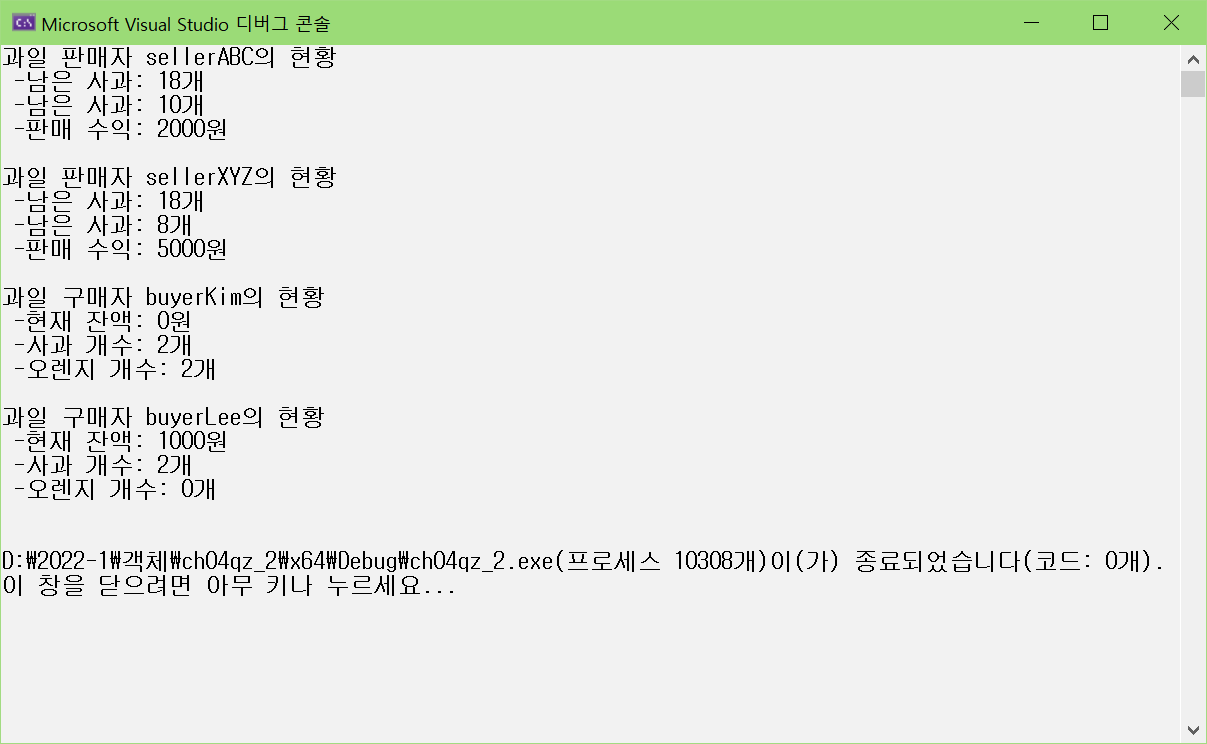 Microsoft Visual Studio 디버그 콘솔
과일 판매자 sellerABC의 현황
 -남은 사과: 18개
 -남은 사과: 10개
 -판매 수익: 2000원

과일 판매자 sellerXYZ의 현황
 -남은 사과: 18개
 -남은 사과: 8개
 -판매 수익: 5000원

과일 구매자 buyerKim의 현황
 -현재 잔액: 0원
 -사과 개수: 2개
 -오렌지 개수: 2개

과일 구매자 buyerLee의 현황
 -현재 잔액: 1000원
 -사과 개수: 2개
 -오렌지 개수: 0개

D:₩2022-1₩객체₩ch04qz_2₩x64₩Debug₩ch04qz_2.exe(프로세스 10308개)이(가) 종료되었습니다(코드: 0개).
이 창을 닫으려면 아무 키나 누르세요...